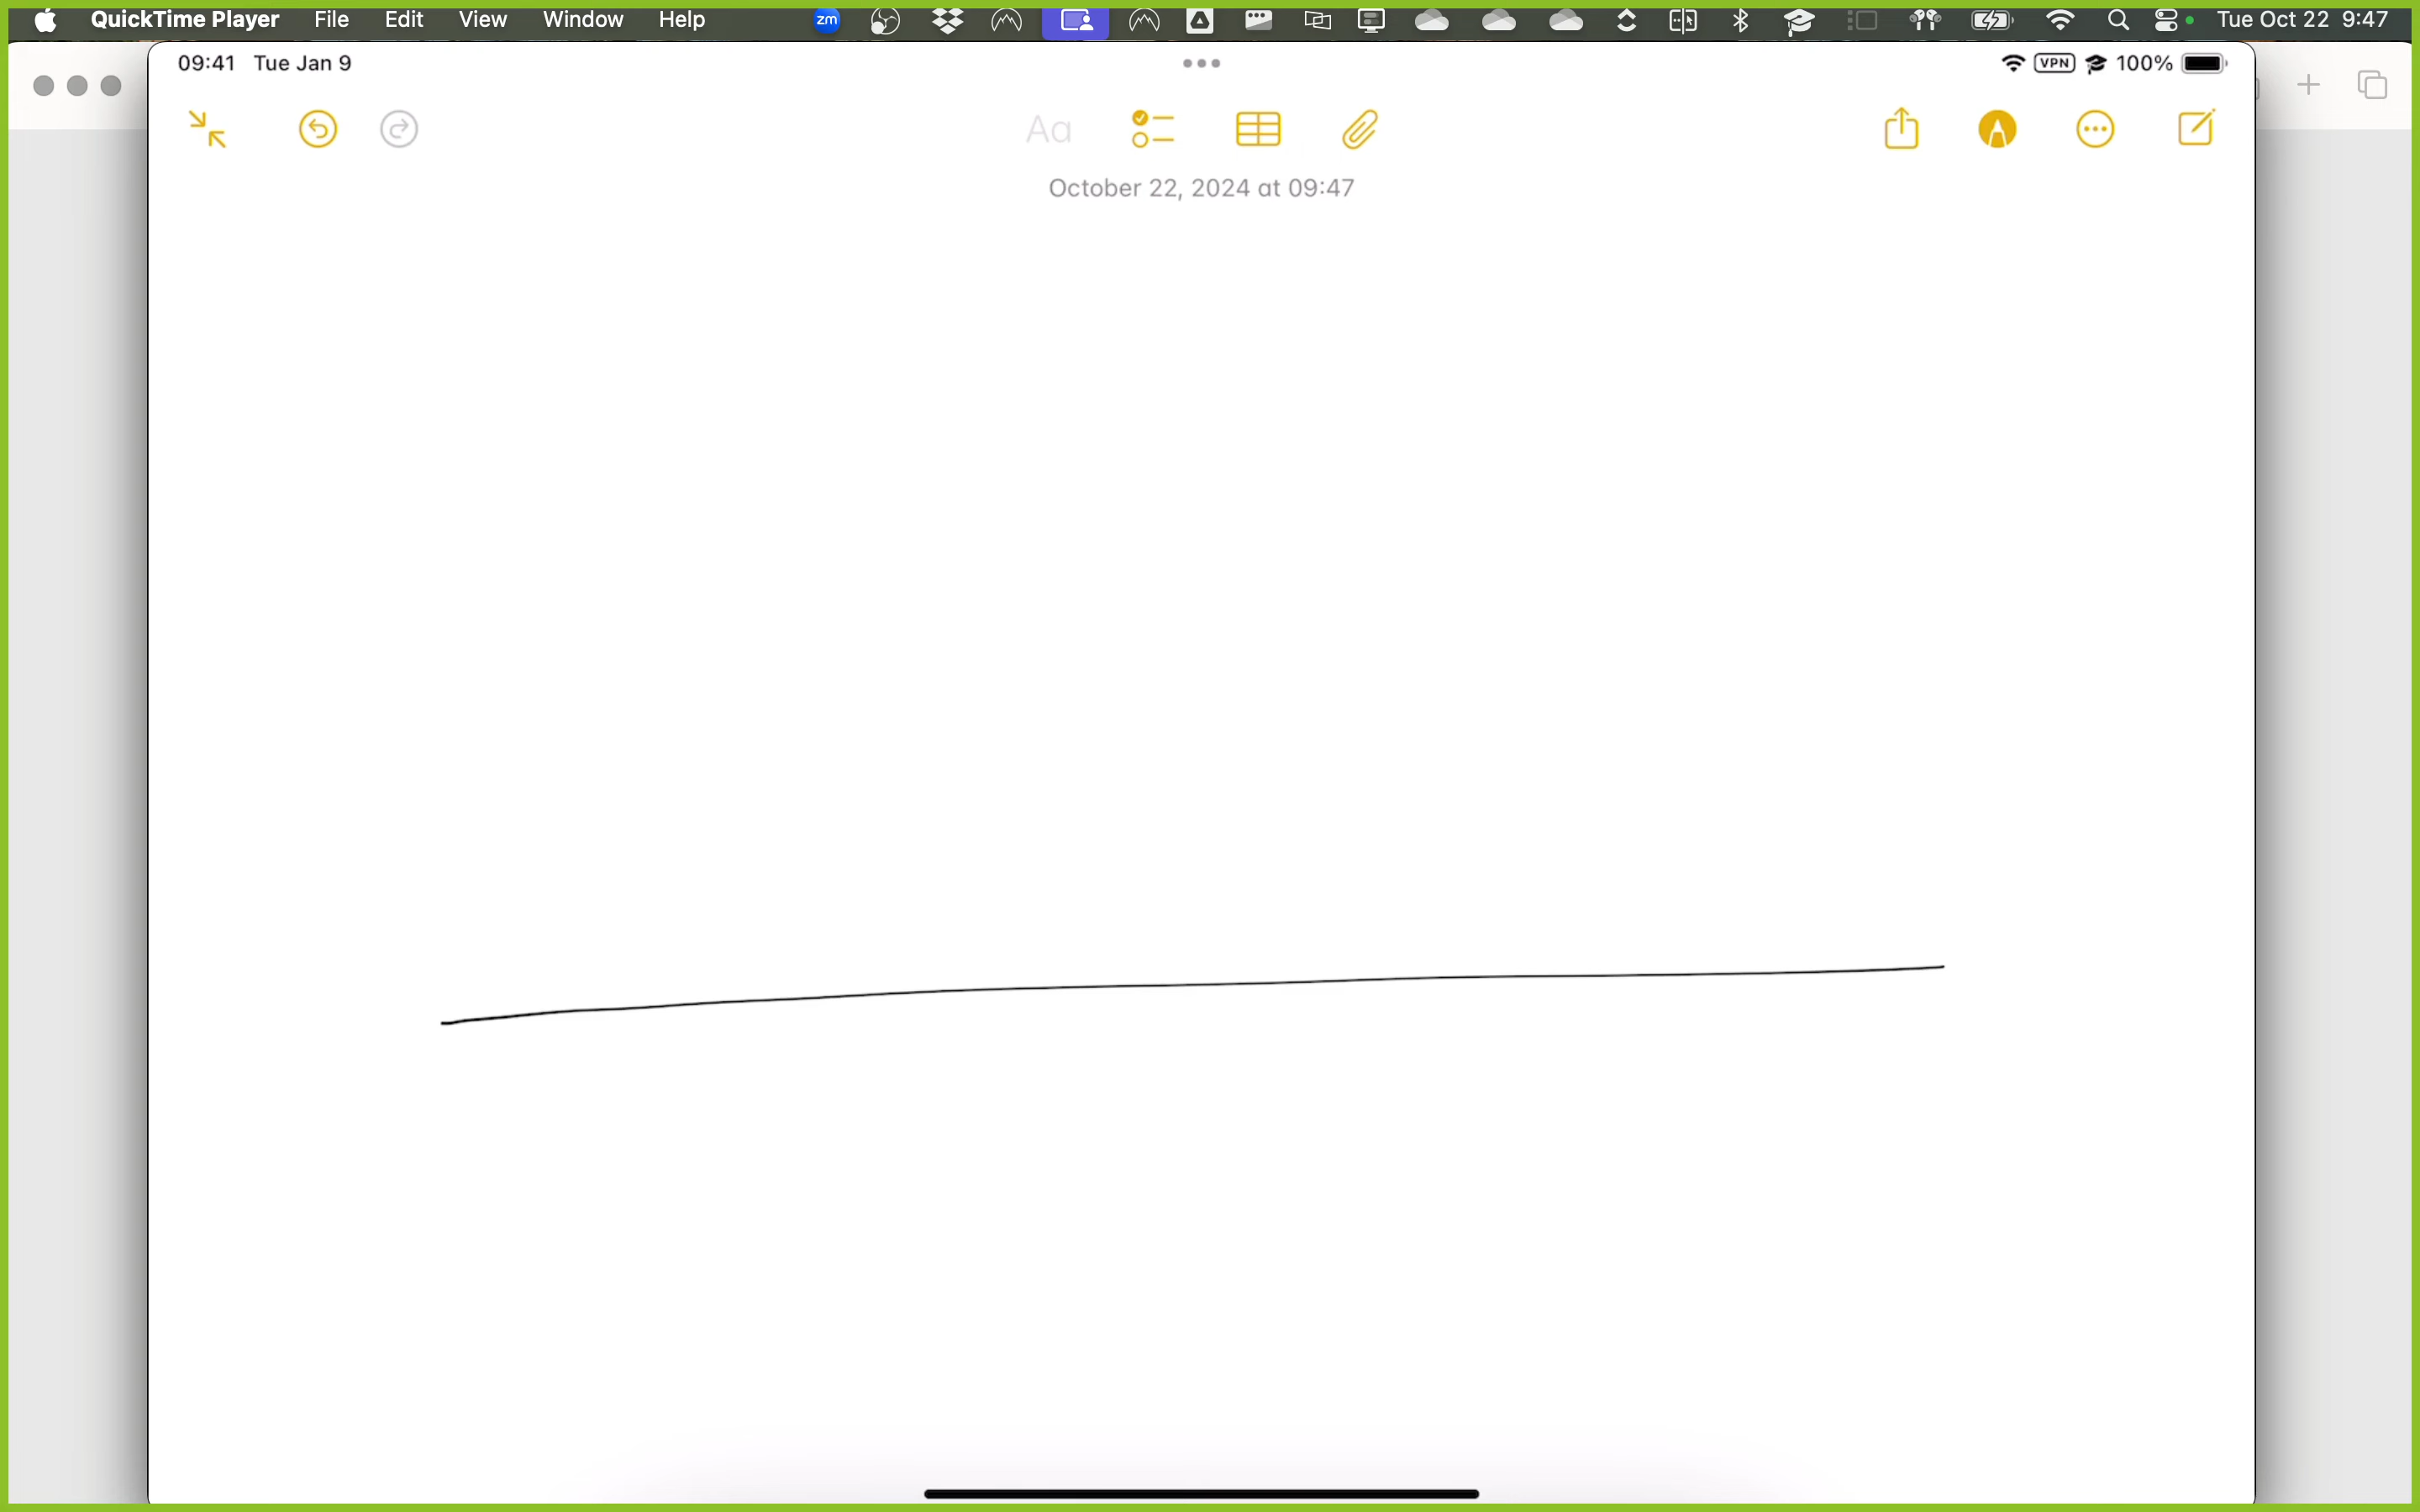 QuickTime Player File Edit View Window Help zm Tue Oct 22 9:47
09:41 Tue Jan 9 VPN 100%
Aa
October 22, 2024 at 09:47